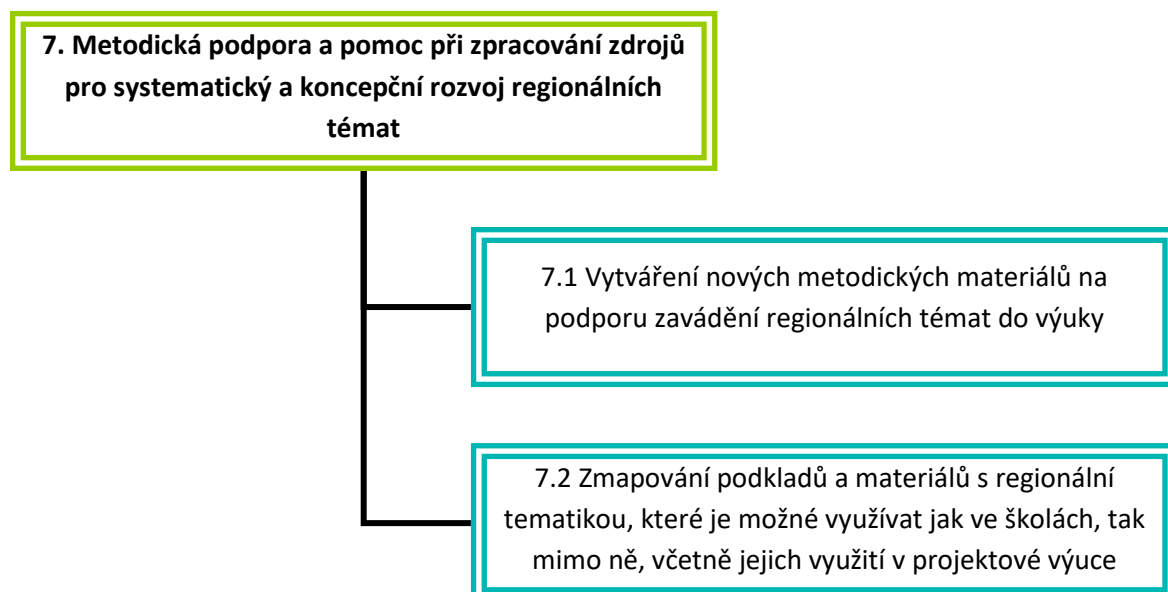 7. Metodická podpora a pomoc při zpracování zdrojů
pro systematický a koncepční rozvoj regionálních
témat
7.1 Vytváření nových metodických materiálů na
podporu zavádění regionálních témat do výuky
7.2 Zmapování podkladů a materiálů s regionální
tematikou, které je možné využívat jak ve školách, tak
mimo ně, včetně jejich využití v projektové výuce